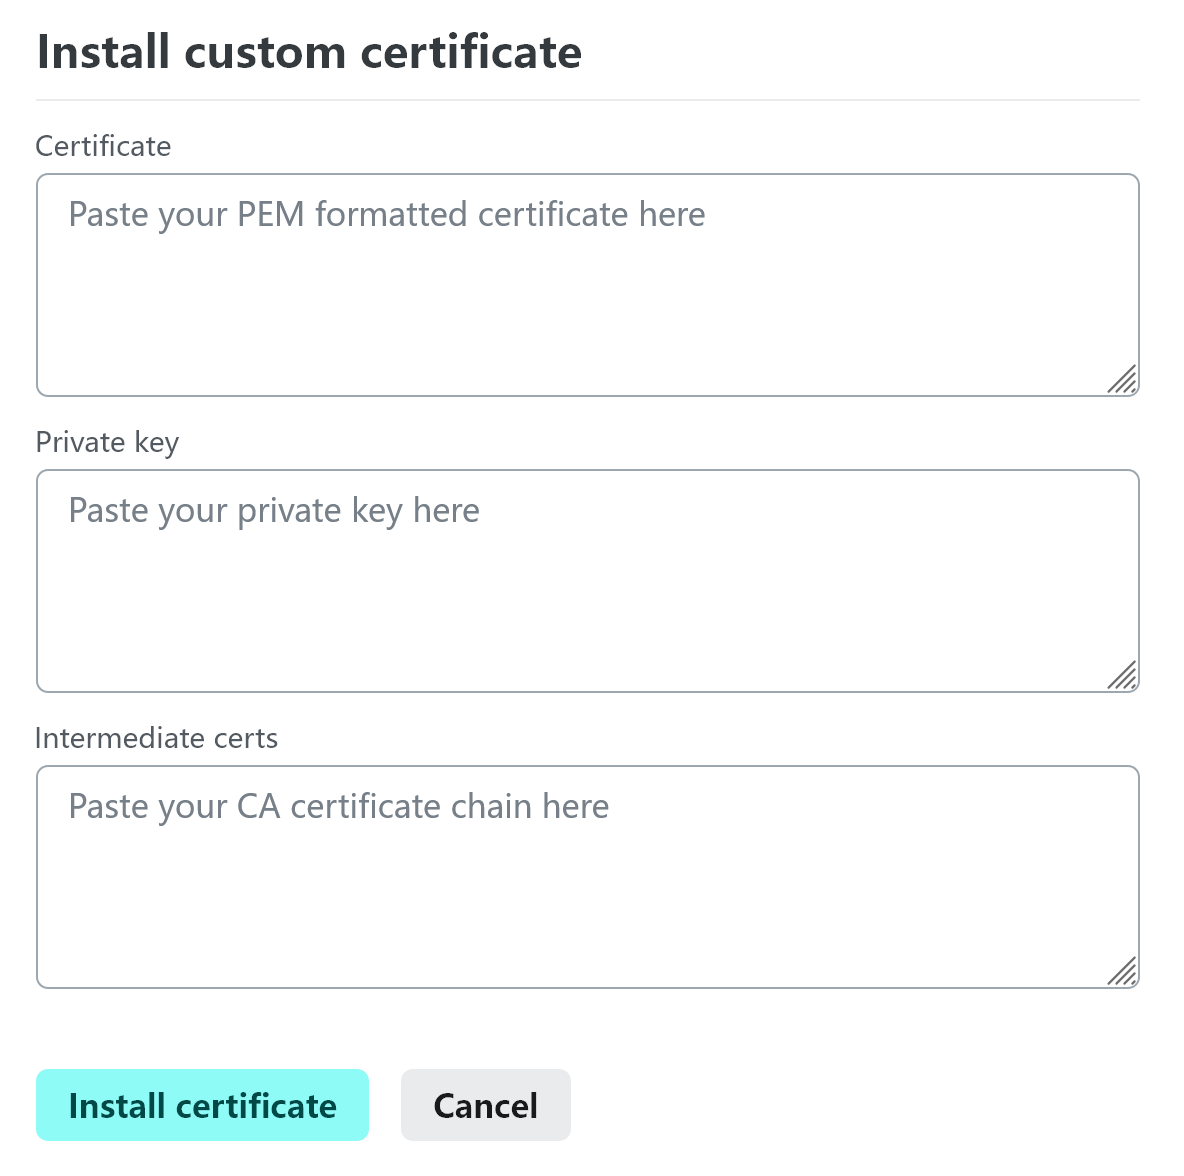 Install custom certificate
Certificate
Paste your PEM formatted certificate here
Private key
Paste your private key here
Intermediate certs
Paste your CA certificate chain here
Install certificate
Cancel